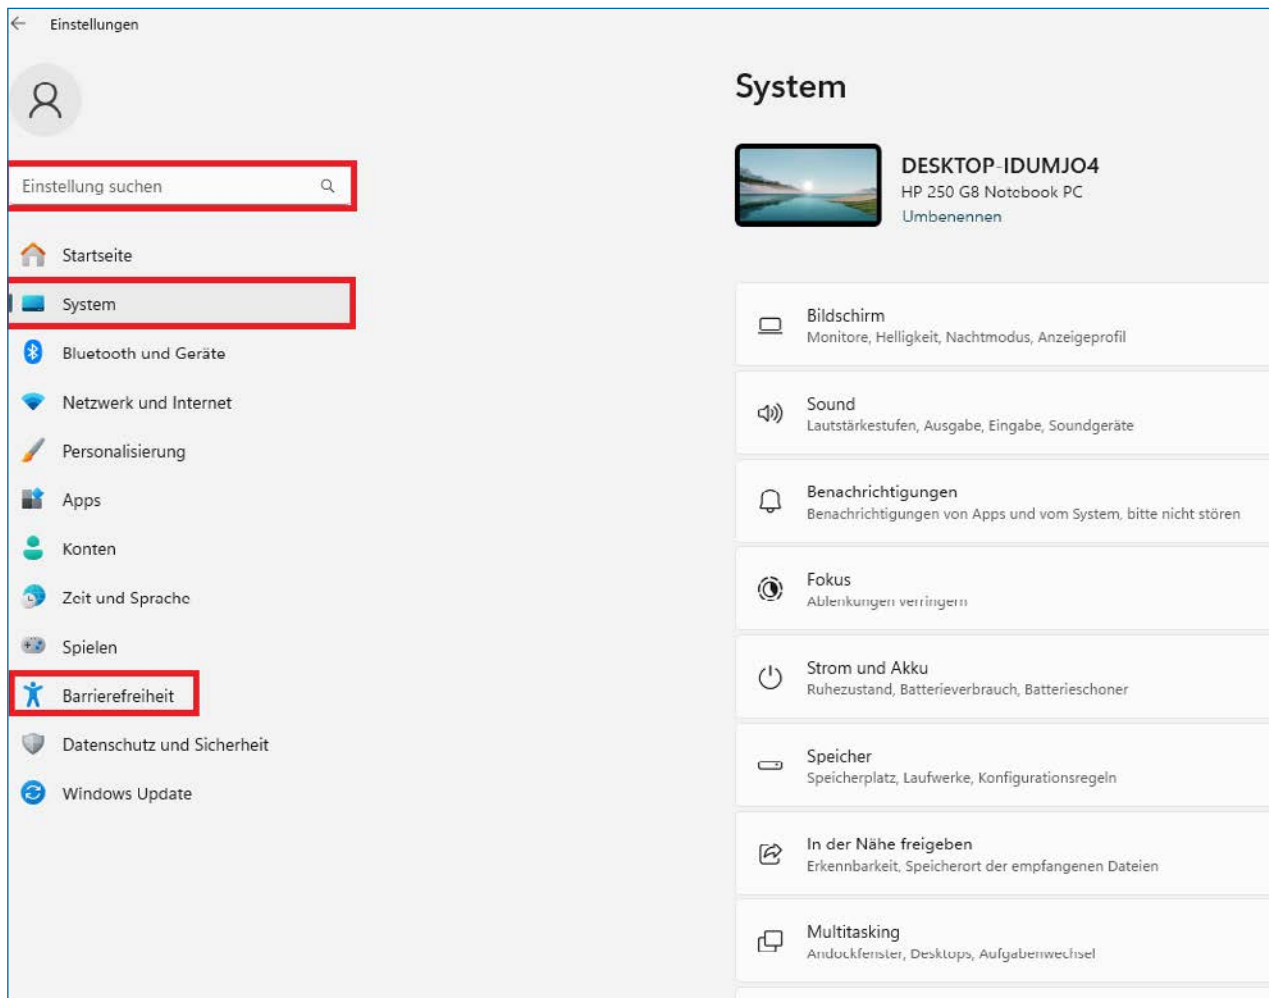 Einstellungen
Einstellung suchen
Startseite
System
Bluetooth und Geräte
Netzwerk und Internet
Personalisierung
Apps
Konten
Zeit und Sprache
Spielen
Barrierefreiheit
Datenschutz und Sicherheit
Windows Update
System
DESKTOP-IDUMJO4
HP 250 G8 Notebook PC
Umbenennen
Bildschirm
Monitore, Helligkeit, Nachtmodus, Anzeigeprofil
Sound
Lautstärkestufen, Ausgabe, Eingabe, Soundgeräte
Benachrichtigungen
Benachrichtigungen von Apps und vom System, bitte nicht stören
Fokus
Ablenkungen verringern
Strom und Akku
Ruhezustand, Batterieverbrauch, Batterieschoner
Speicher
Speicherplatz, Laufwerke, Konfigurationsregeln
In der Nähe freigeben
Erkennbarkeit, Speicherort der empfangenen Dateien
Multitasking
Andockfenster, Desktops, Aufgabenwechsel